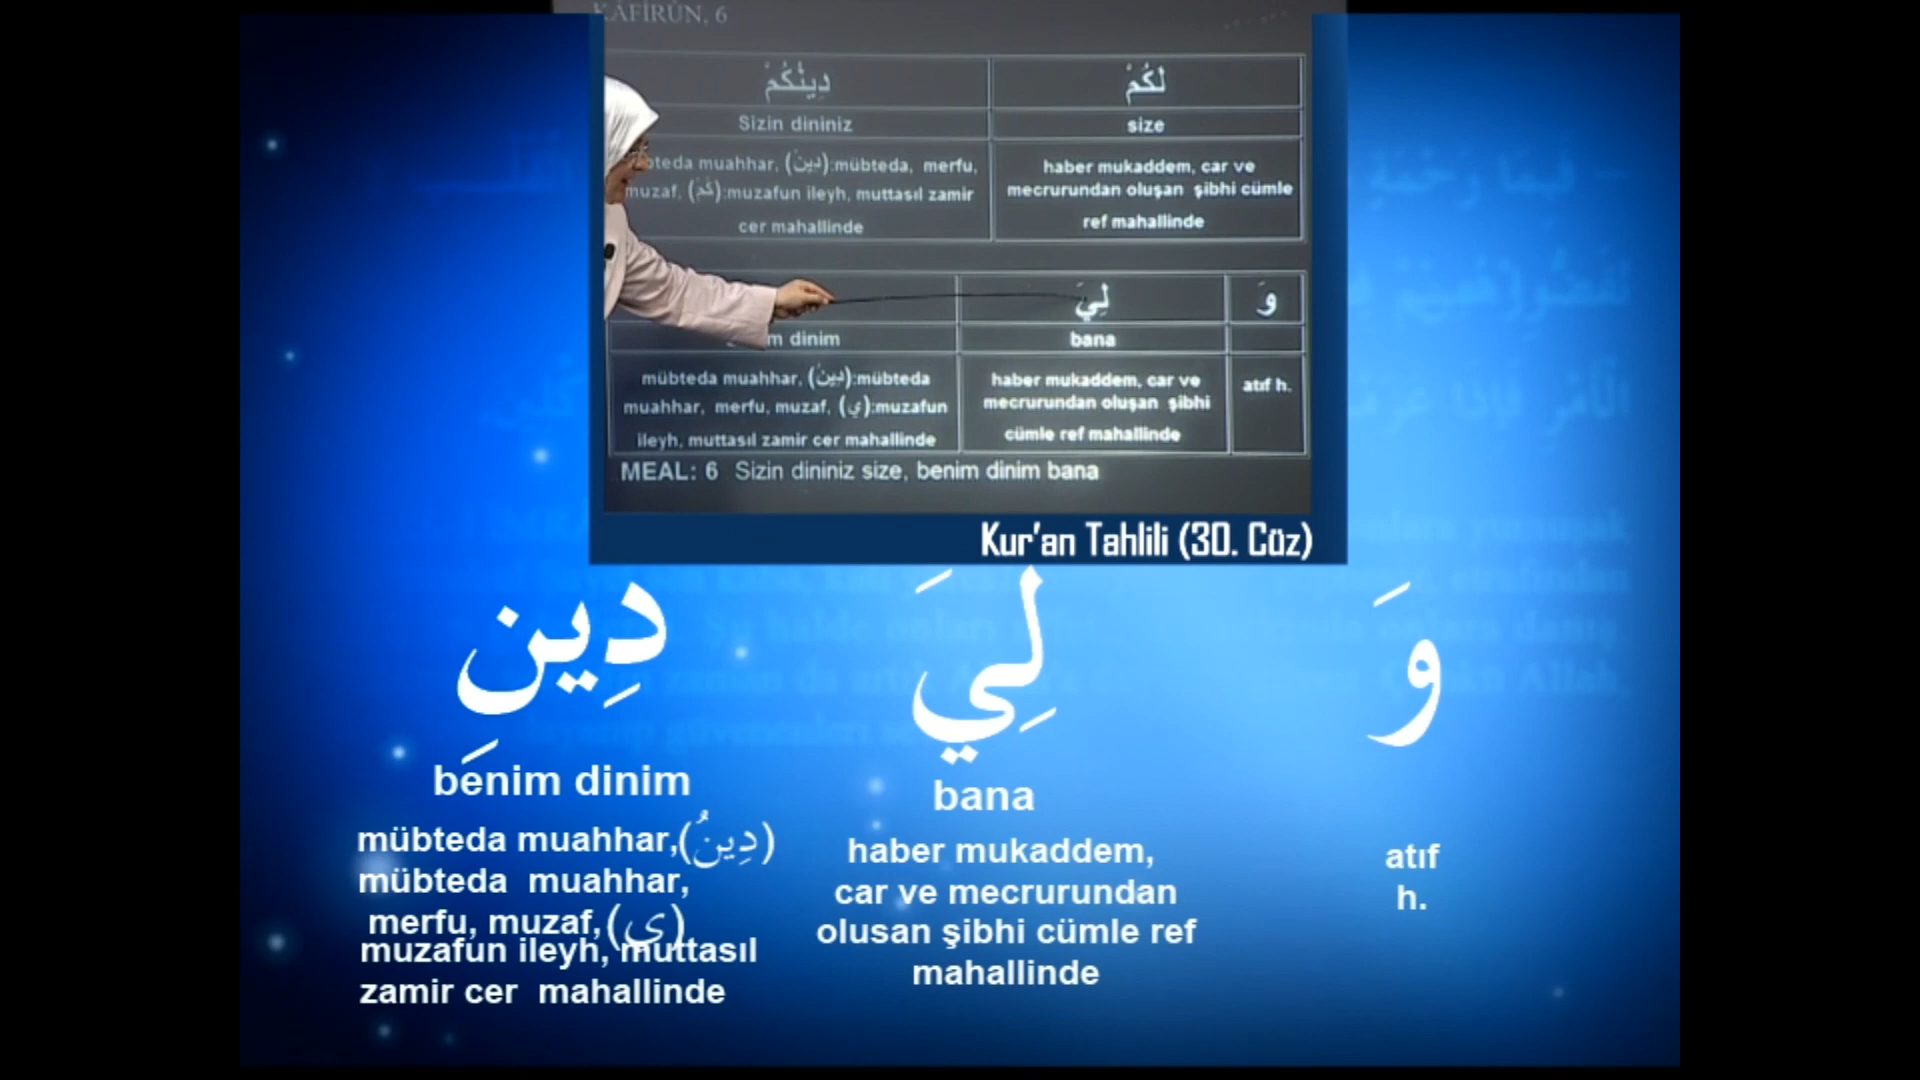 KÂFİRÛN, 6
لَكُمْ
دِينُكُمْ
size
Sizin dininiz
haber mukaddem, car ve
mecrurundan oluşan şibhi cümle
ref mahallinde
muahhar, (دِينُ):mübteda, merfu,
muzaf, (كُمْ):muzafun ileyh, muttasıl zamir
cer mahallinde
وَ
لِيَ
bana
dinim
atıf h.
haber mukaddem, car ve
mecrurundan oluşan şibhi
cümle ref mahallinde
mübteda muahhar, (دِينُ):mübteda
muahhar, merfu, muzaf, (ي):muzafun
ileyh, muttasıl zamir cer mahallinde
MEAL: 6 Sizin dininiz size, benim dinim bana
Kur'an Tahlili (30. Cüz)
وَ
لِيَ
دِينِ
atıf
h.
bana
haber mukaddem,
car ve mecrurundan
olusan şibhi cümle ref
mahallinde
benim dinim
mübteda muahhar,(دِينُ)
mübteda muahhar,
merfu, muzaf,(ي)
muzafun ileyh, muttasıl
zamir cer mahallinde